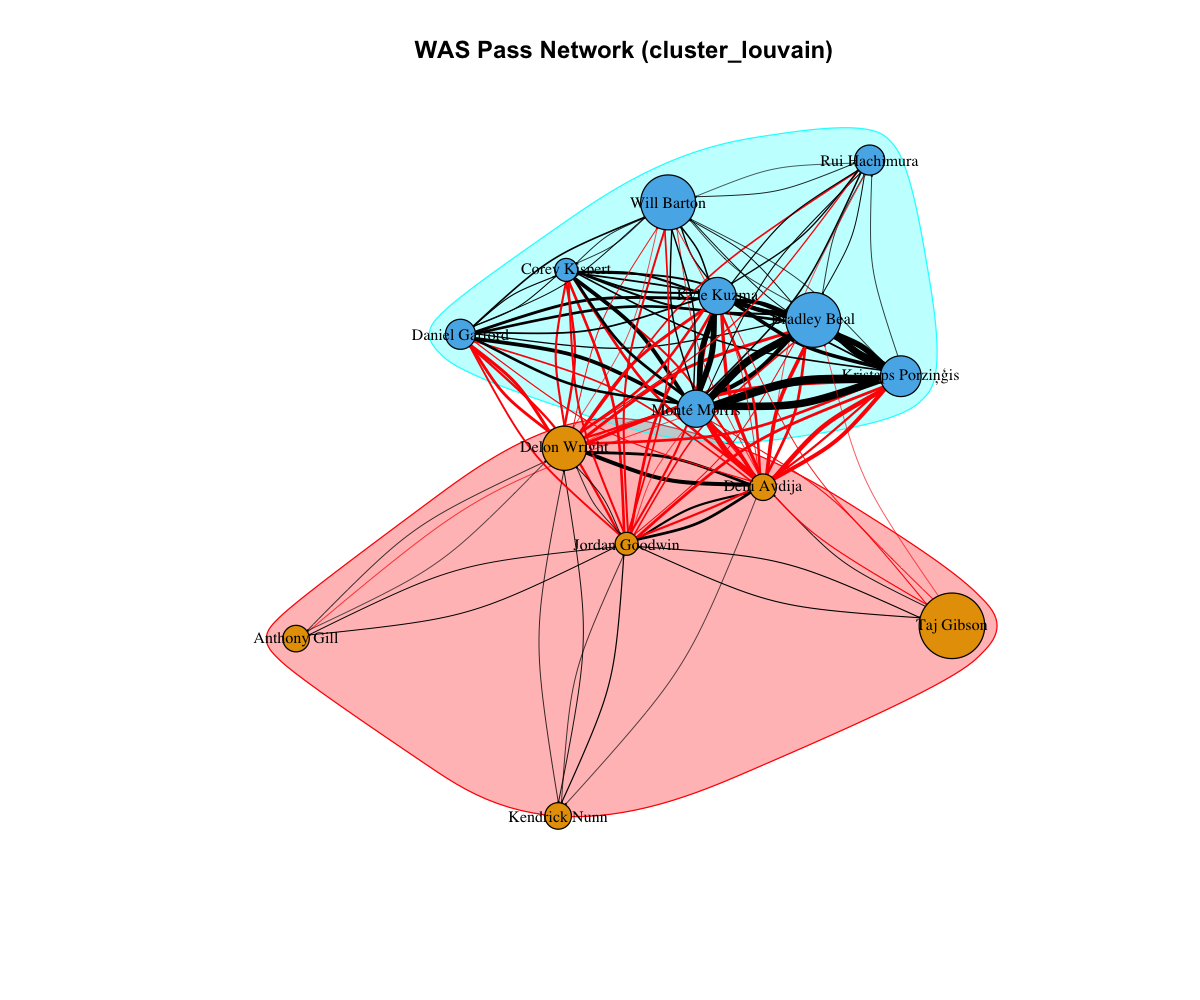 WAS Pass Network (cluster_louvain)
Rui Hachimura
Will Barton
Corey Kispert
Kyle Kuzma
Bradley Beal
Daniel Gafford
Kristaps Porziņģis
Monté Morris
Delon Wright
Deni Avdija
Jordan Goodwin
Taj Gibson
Anthony Gill
Kendrick Nunn